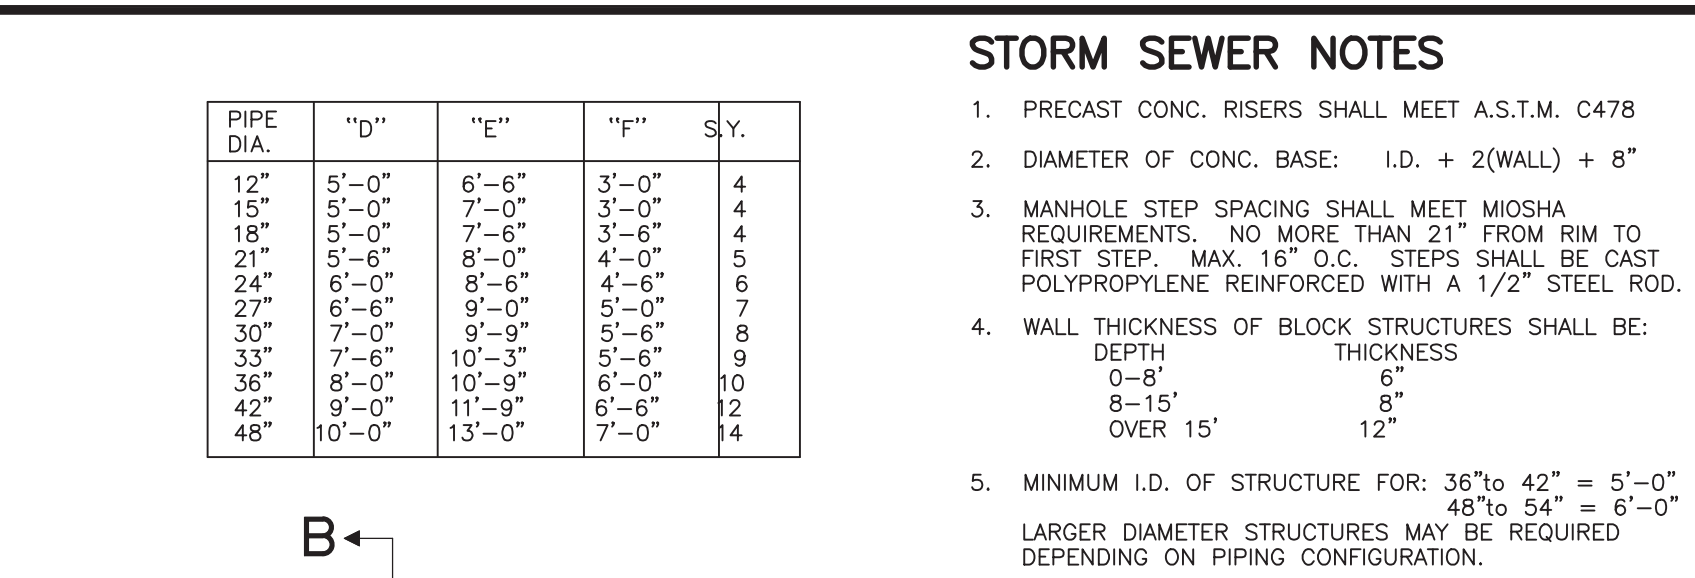 PIPE DIA. “D” “E” “F” S.Y.
12” 5’–0” 6’–6” 3’–0” 4
15” 5’–0” 7’–0” 3’–0” 4
18” 5’–0” 7’–6” 3’–6” 4
21” 5’–6” 8’–0” 4’–0” 5
24” 6’–0” 8’–6” 4’–6” 6
27” 6’–6” 9’–0” 5’–0” 7
30” 7’–0” 9’–9” 5’–6” 8
33” 7’–6” 10’–3” 5’–6” 9
36” 8’–0” 10’–9” 6’–0” 10
42” 9’–0” 11’–9” 6’–6” 12
48” 10’–0” 13’–0” 7’–0” 14
B
STORM SEWER NOTES
1. PRECAST CONC. RISERS SHALL MEET A.S.T.M. C478
2. DIAMETER OF CONC. BASE: I.D. + 2(WALL) + 8”
3. MANHOLE STEP SPACING SHALL MEET MIOSHA
REQUIREMENTS. NO MORE THAN 21” FROM RIM TO
FIRST STEP. MAX. 16” O.C. STEPS SHALL BE CAST
POLYPROPYLENE REINFORCED WITH A 1/2” STEEL ROD.
4. WALL THICKNESS OF BLOCK STRUCTURES SHALL BE:
DEPTH THICKNESS
0–8’ 6”
8–15’ 8”
OVER 15’ 12”
5. MINIMUM I.D. OF STRUCTURE FOR: 36”to 42” = 5’–0”
48”to 54” = 6’–0”
LARGER DIAMETER STRUCTURES MAY BE REQUIRED
DEPENDING ON PIPING CONFIGURATION.